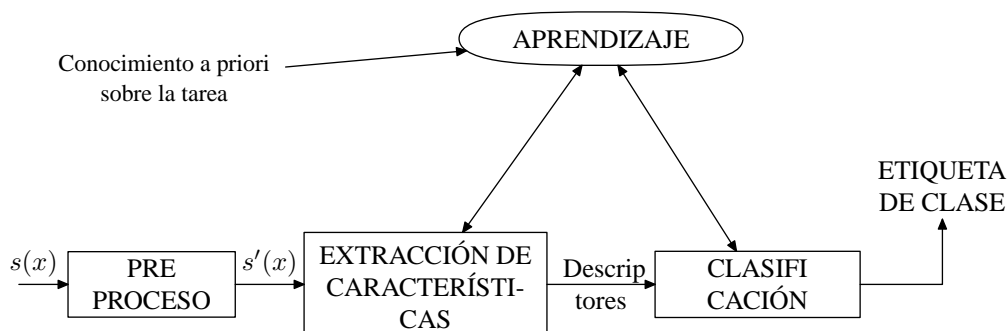 APRENDIZAJE
Conocimiento a priori
sobre la tarea
ETIQUETA
DE CLASE
s(x)
PRE
PROCESO
s'(x)
EXTRACCIÓN DE
CARACTERÍSTI-
CAS
Descrip
tores
CLASIFI
CACIÓN